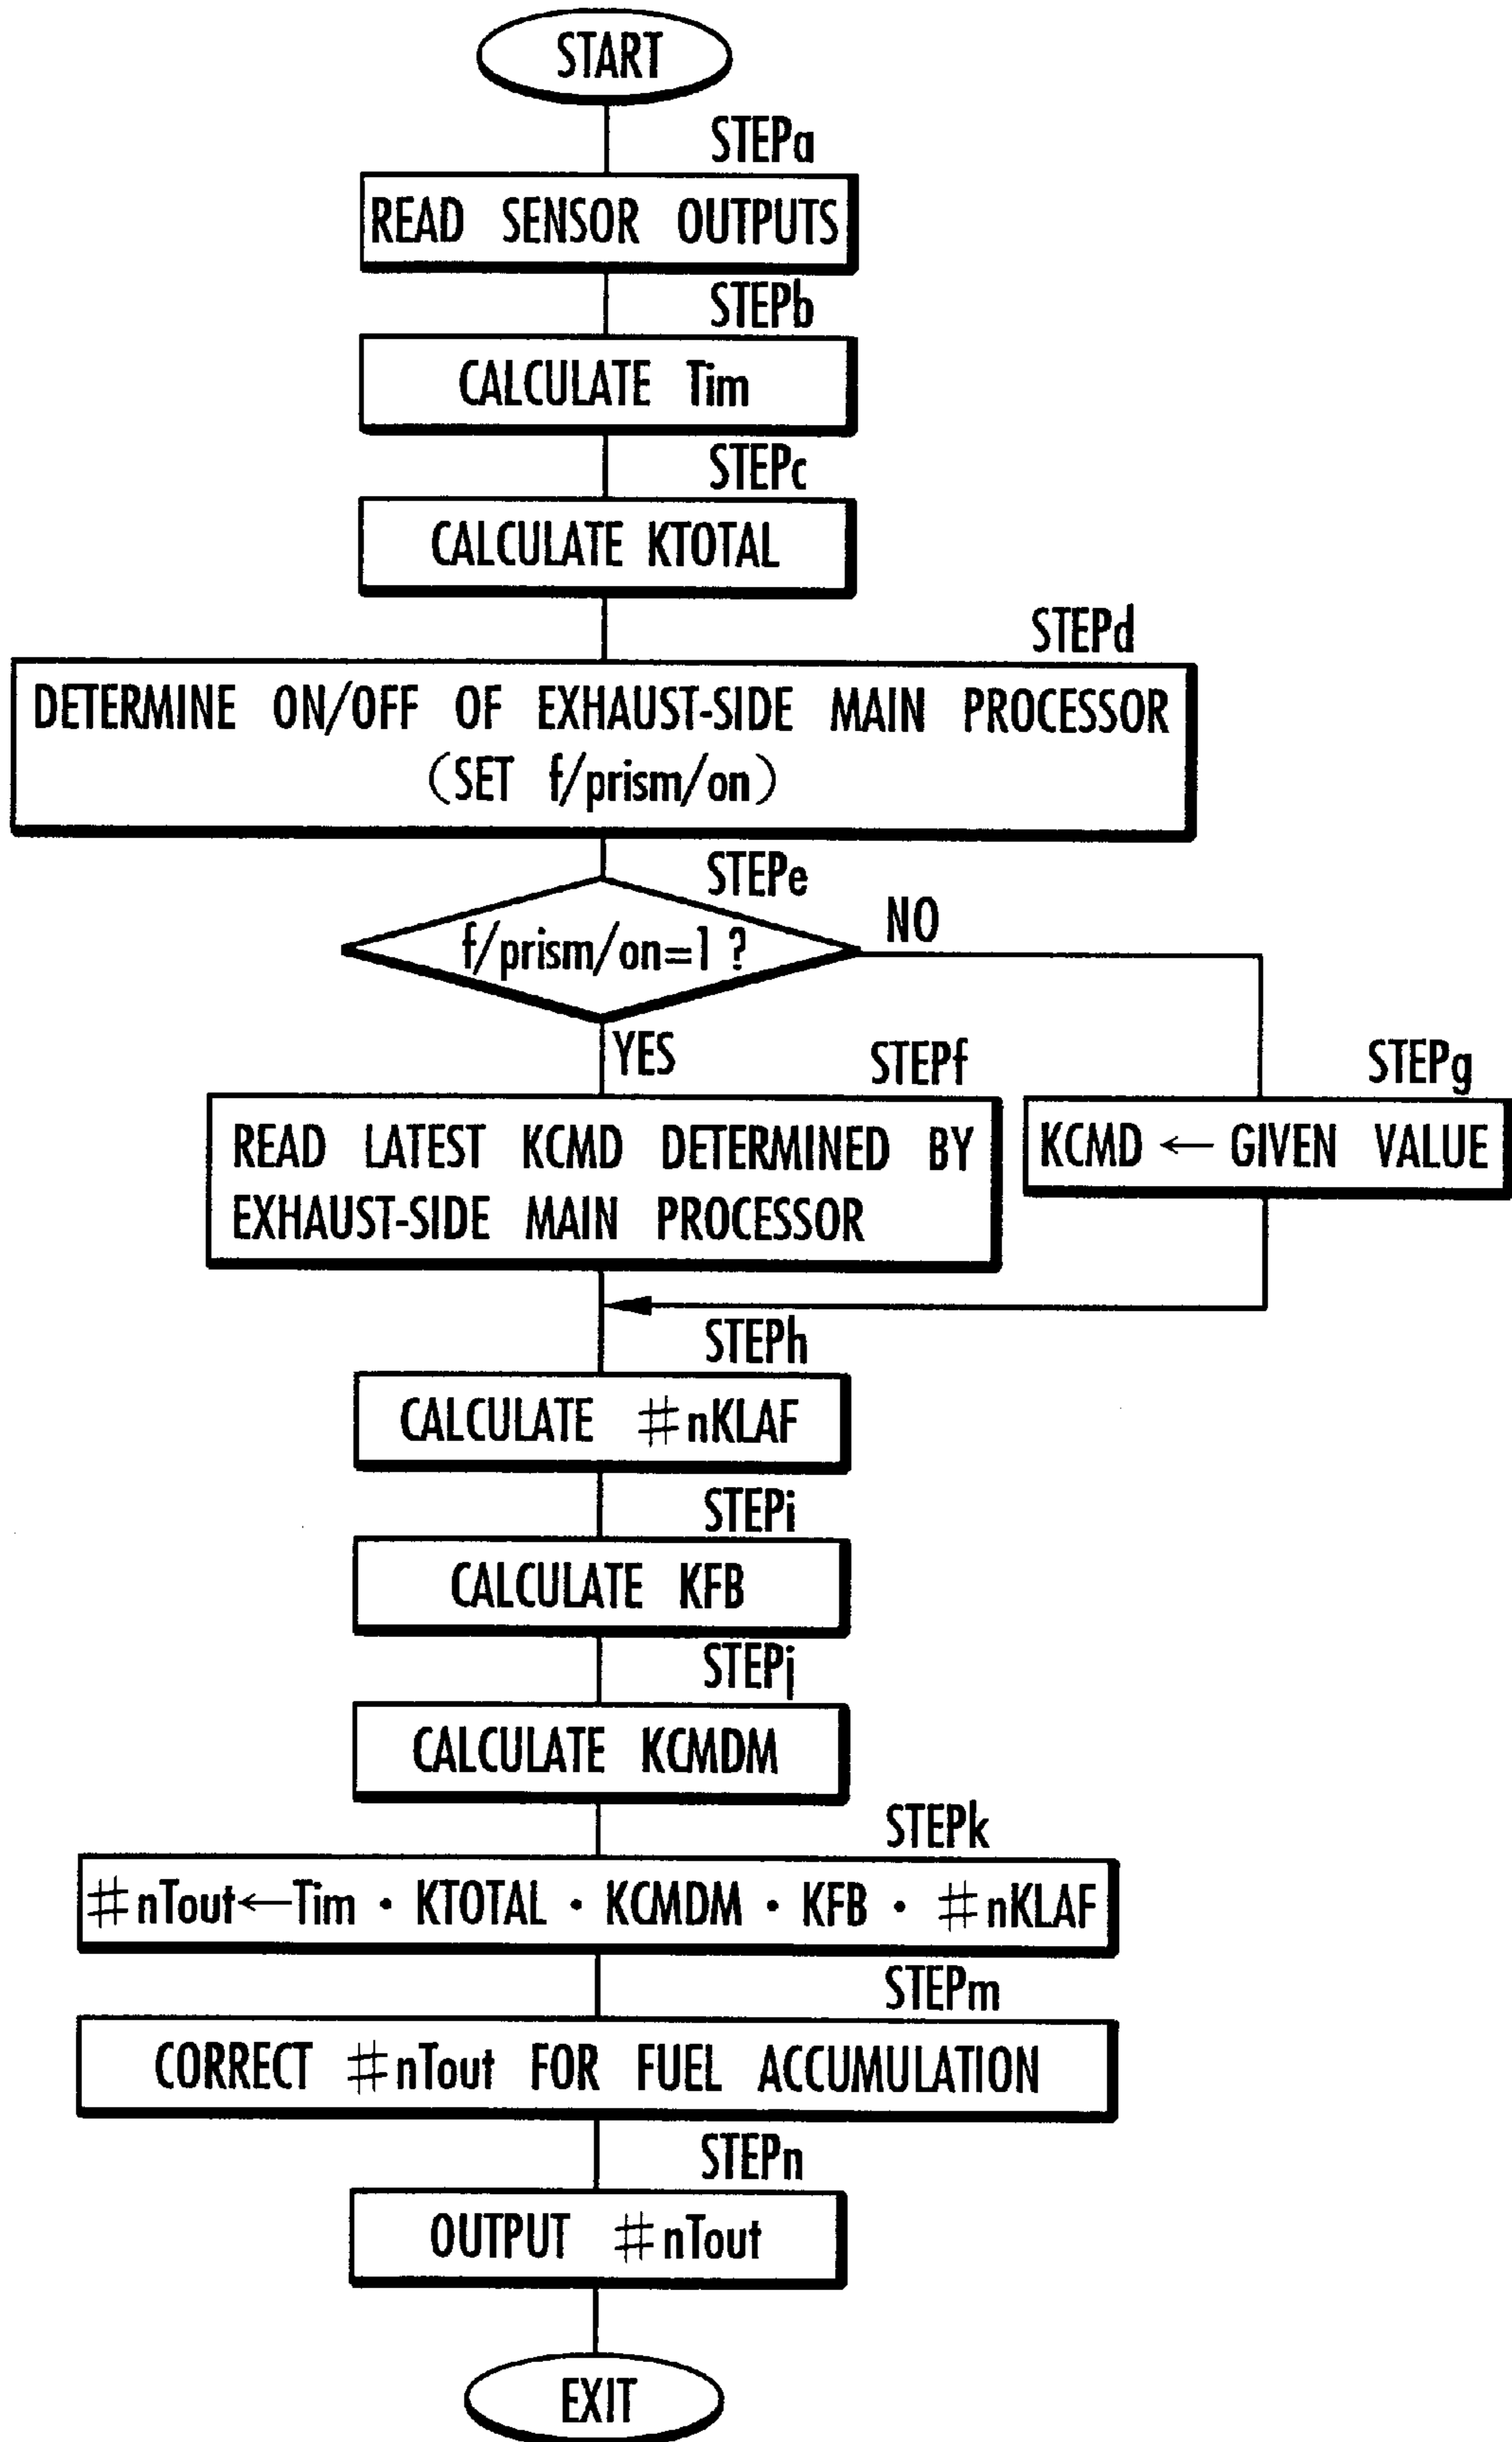 START
STEPa
READ SENSOR OUTPUTS
STEPb
CALCULATE Tim
STEPc
CALCULATE KTOTAL
STEPd
DETERMINE ON/OFF OF EXHAUST-SIDE MAIN PROCESSOR
(SET f/prism/on)
STEPe
f/prism/on=1 ?
NO
YES
STEPf
READ LATEST KCMD DETERMINED BY
EXHAUST-SIDE MAIN PROCESSOR
STEPg
KCMD ← GIVEN VALUE
STEPh
CALCULATE #nKLAF
STEPi
CALCULATE KFB
STEPj
CALCULATE KCMDM
STEPk
#nTout←Tim · KTOTAL · KCMDM · KFB · #nKLAF
STEPm
CORRECT #nTout FOR FUEL ACCUMULATION
STEPn
OUTPUT #nTout
EXIT